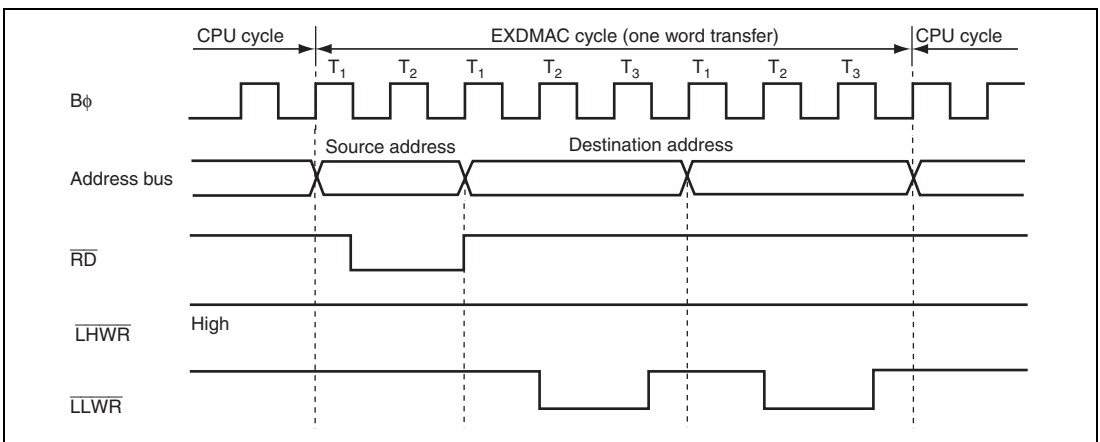 CPU cycle EXDMAC cycle (one word transfer) CPU cycle
T1 T2 T1 T2 T3 T1 T2 T3
Bφ
Source address Destination address
Address bus
RD
High
LHWR
LLWR